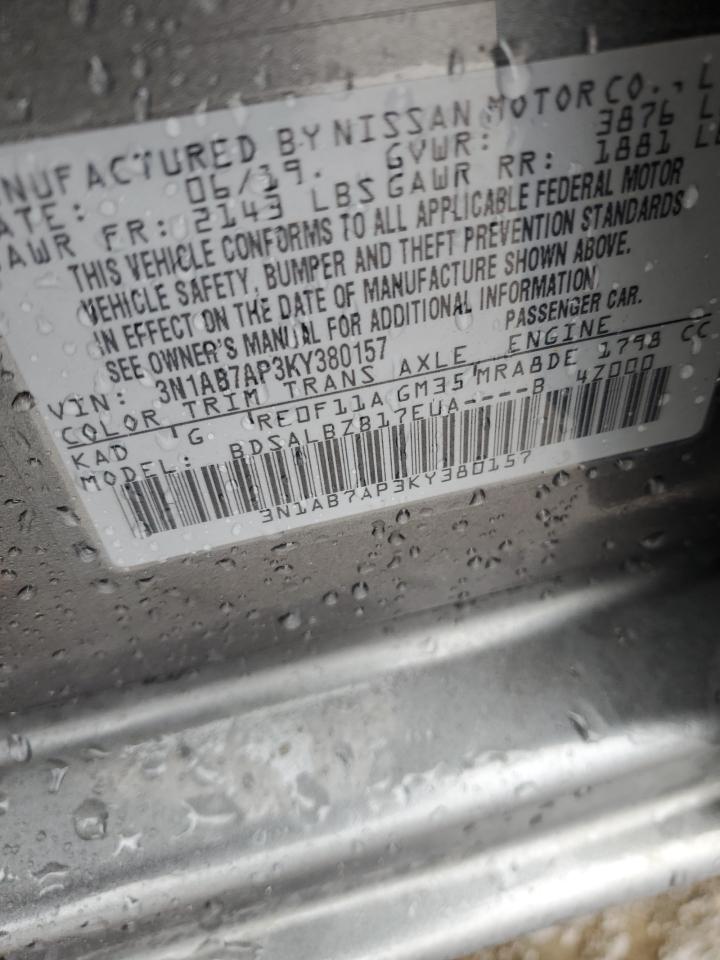 NUFACTURED BY NISSAN MOTOR CO., L
ATE: 06/19. GVWR: 3876 L
AWR FR: 2143 LBS GAWR RR: 1881 LB
THIS VEHICLE CONFORMS TO ALL APPLICABLE FEDERAL MOTOR
VEHICLE SAFETY, BUMPER AND THEFT PREVENTION STANDARDS
IN EFFECT ON THE DATE OF MANUFACTURE SHOWN ABOVE.
SEE OWNER'S MANUAL FOR ADDITIONAL INFORMATION
VIN: 3N1AB7AP3KY380157 PASSENGER CAR.
COLOR TRIM TRANS AXLE ENGINE
KAD G RE0F11A GM35 MRA8DE 1798 CC
MODEL: BDSALBZB17EUA----B 4Z000
3N1AB7AP3KY380157